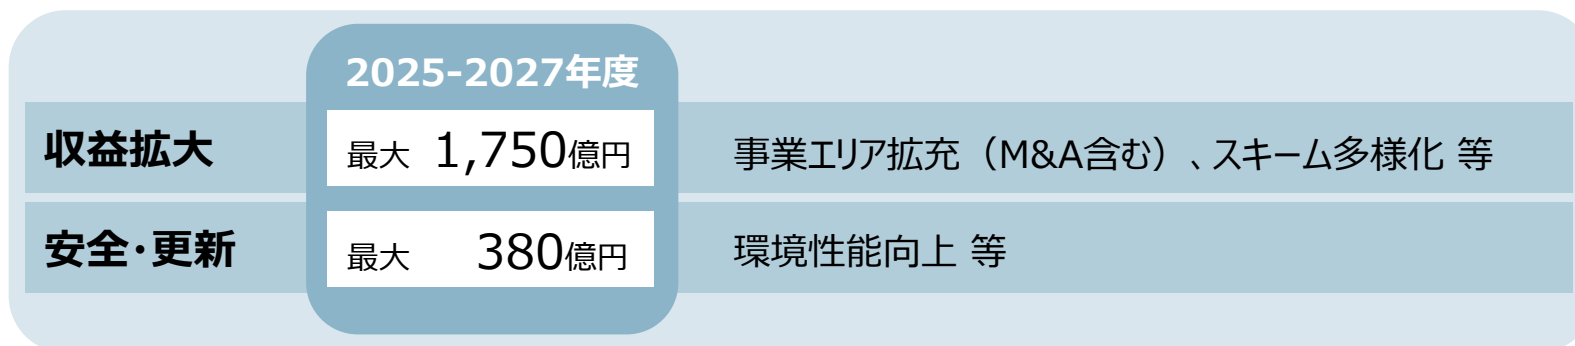 2025-2027年度
収益拡大 最大 1,750億円 事業エリア拡充（M&A含む）、スキーム多様化 等
安全・更新 最大 380億円 環境性能向上 等